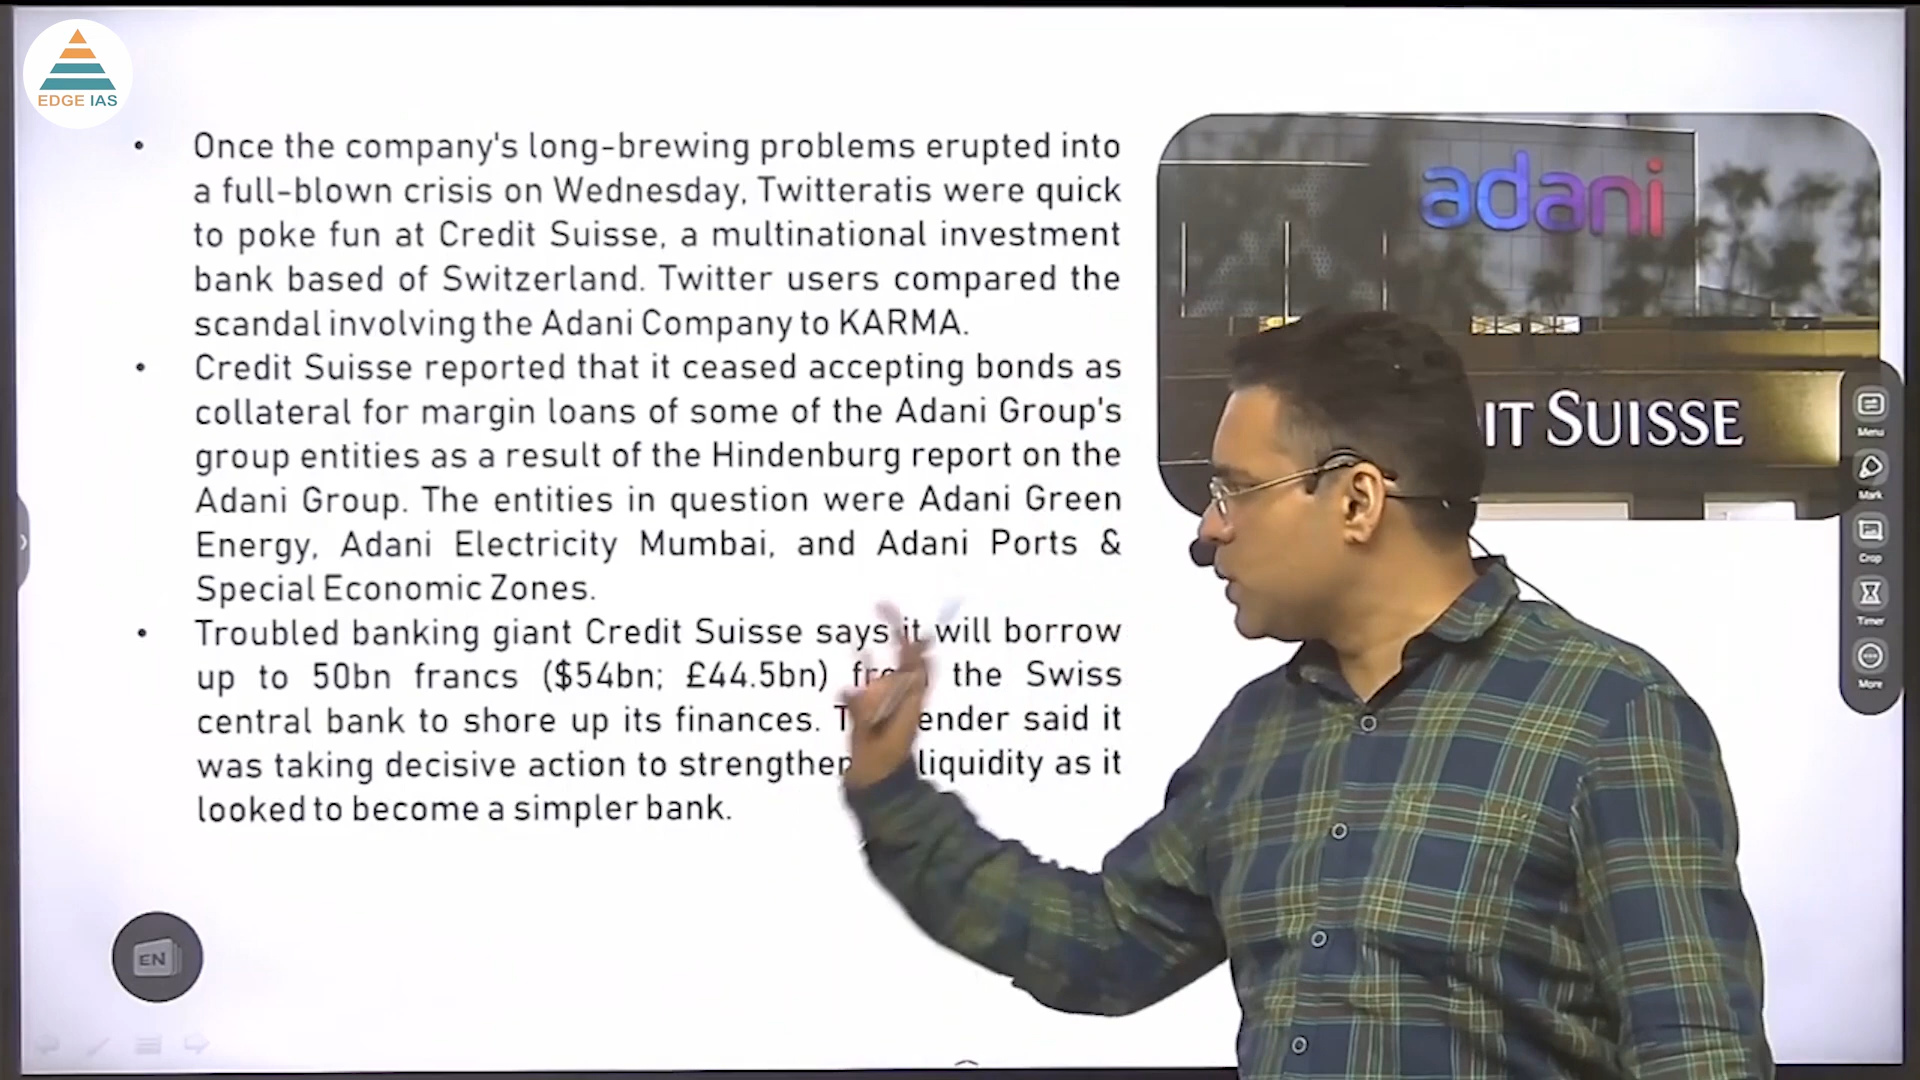 EDGE IAS
• Once the company's long-brewing problems erupted into
a full-blown crisis on Wednesday, Twitteratis were quick
to poke fun at Credit Suisse, a multinational investment
bank based of Switzerland. Twitter users compared the
scandal involving the Adani Company to KARMA.
• Credit Suisse reported that it ceased accepting bonds as
collateral for margin loans of some of the Adani Group's
group entities as a result of the Hindenburg report on the
Adani Group. The entities in question were Adani Green
Energy, Adani Electricity Mumbai, and Adani Ports &
Special Economic Zones.
• Troubled banking giant Credit Suisse says it will borrow
up to 50bn francs ($54bn; £44.5bn) the Swiss
central bank to shore up its finances. ender said it
was taking decisive action to strengthen liquidity as it
looked to become a simpler bank.
adani
IT SUISSE
Menu
Mark
Crop
Timer
More
EN